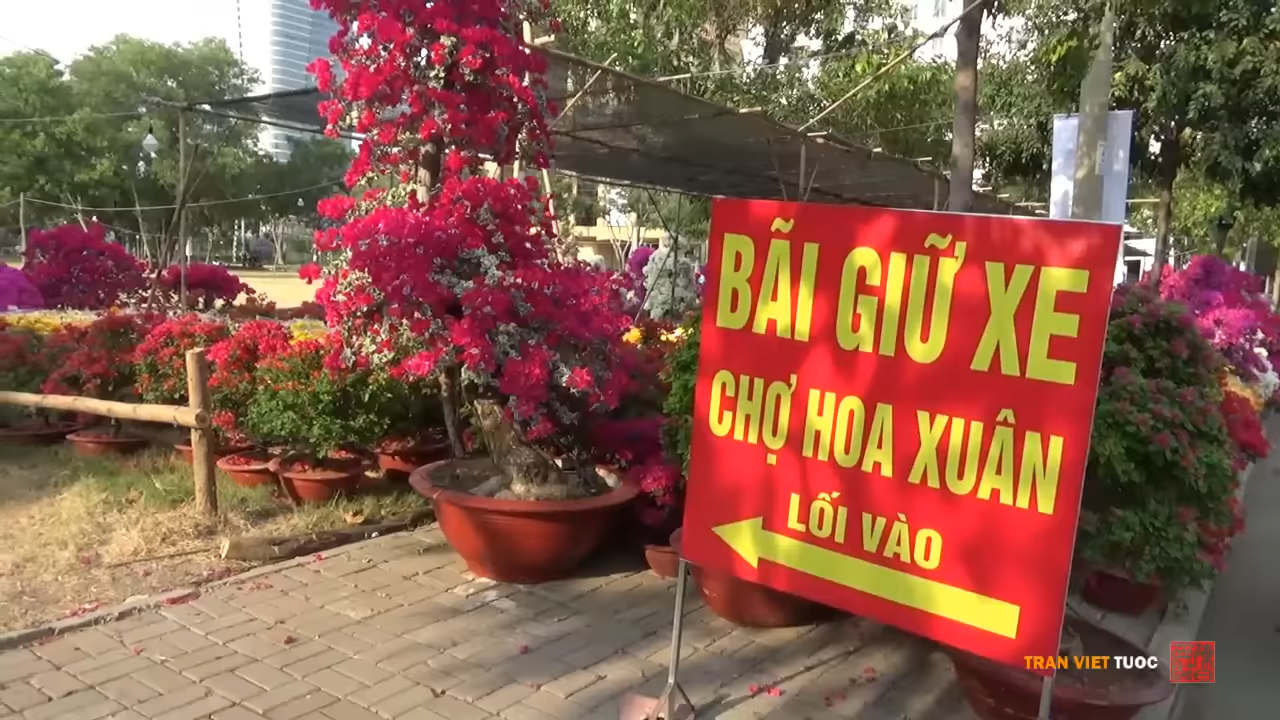 BÃI GIỮ XE
CHỢ HOA XUÂN
LỐI VÀO
TRAN VIET TUOC